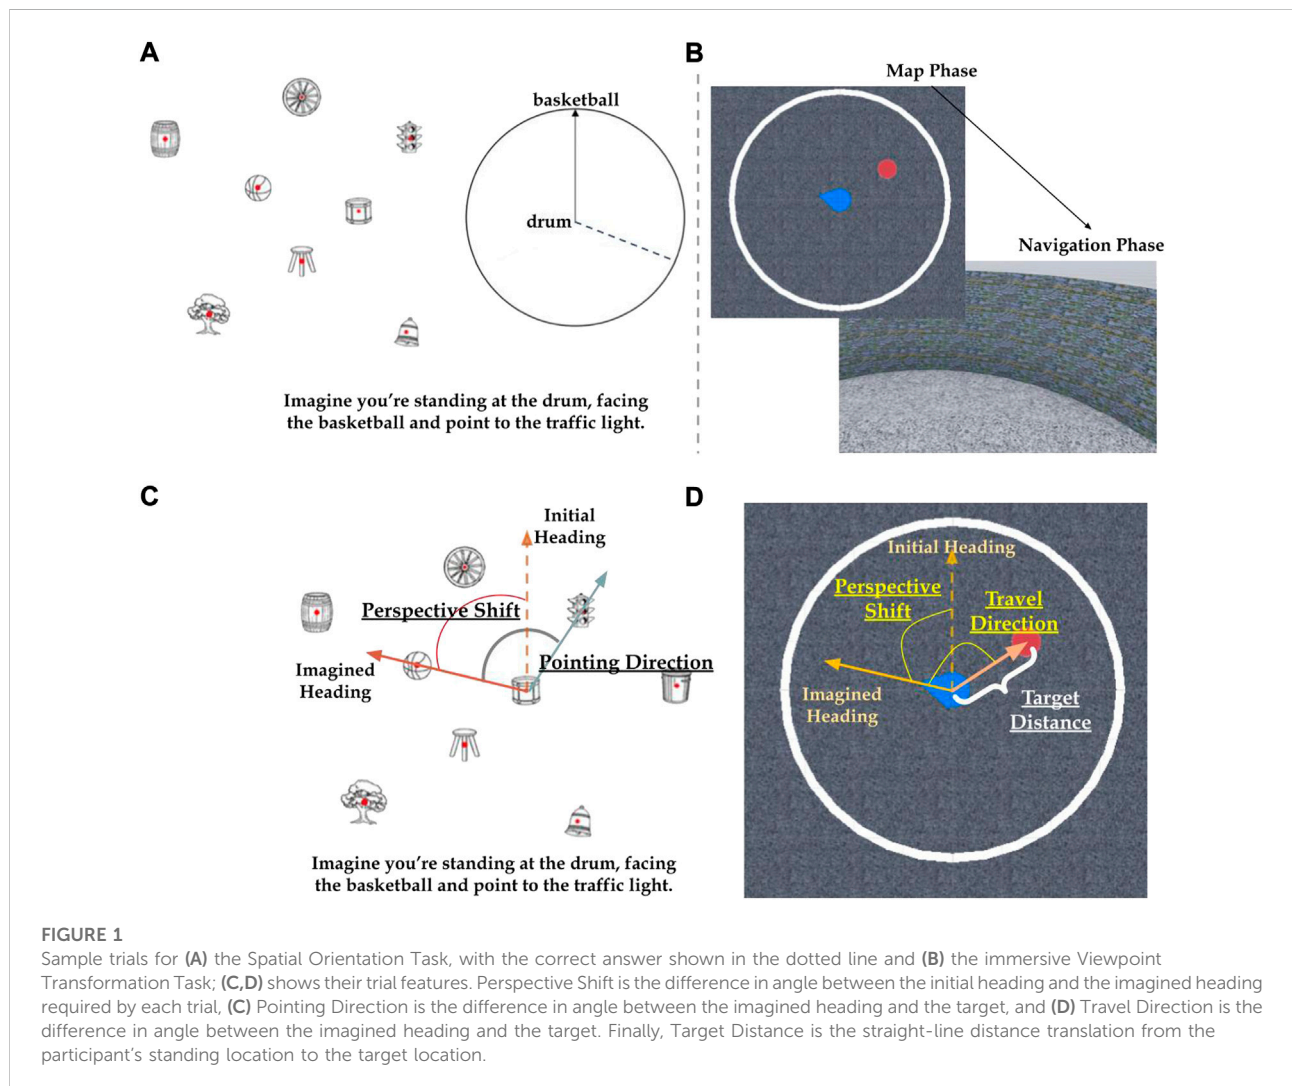 A
basketball
drum
Imagine you're standing at the drum, facing
the basketball and point to the traffic light.
B
Map Phase
Navigation Phase
C
Initial
Heading
Perspective Shift
Imagined
Heading
Pointing Direction
Imagine you're standing at the drum, facing
the basketball and point to the traffic light.
D
Initial Heading
Perspective
Shift
Travel
Direction
Imagined
Heading
Target
Distance
FIGURE 1
Sample trials for (A) the Spatial Orientation Task, with the correct answer shown in the dotted line and (B) the immersive Viewpoint
Transformation Task; (C,D) shows their trial features. Perspective Shift is the difference in angle between the initial heading and the imagined heading
required by each trial, (C) Pointing Direction is the difference in angle between the imagined heading and the target, and (D) Travel Direction is the
difference in angle between the imagined heading and the target. Finally, Target Distance is the straight-line distance translation from the
participant's standing location to the target location.